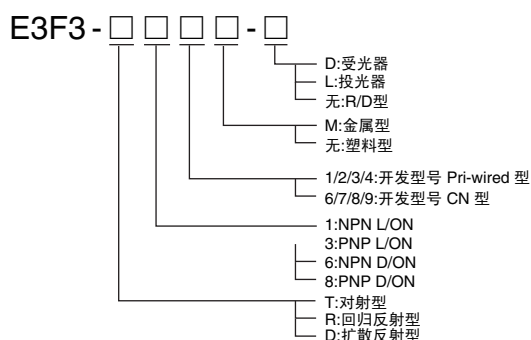 E3F3-□□□□-□
D:受光器
L:投光器
无:R/D型
M:金属型
无:塑料型
1/2/3/4:开发型号 Pri-wired 型
6/7/8/9:开发型号 CN 型
1:NPN L/ON
3:PNP L/ON
6:NPN D/ON
8:PNP D/ON
T:对射型
R:回归反射型
D:扩散反射型